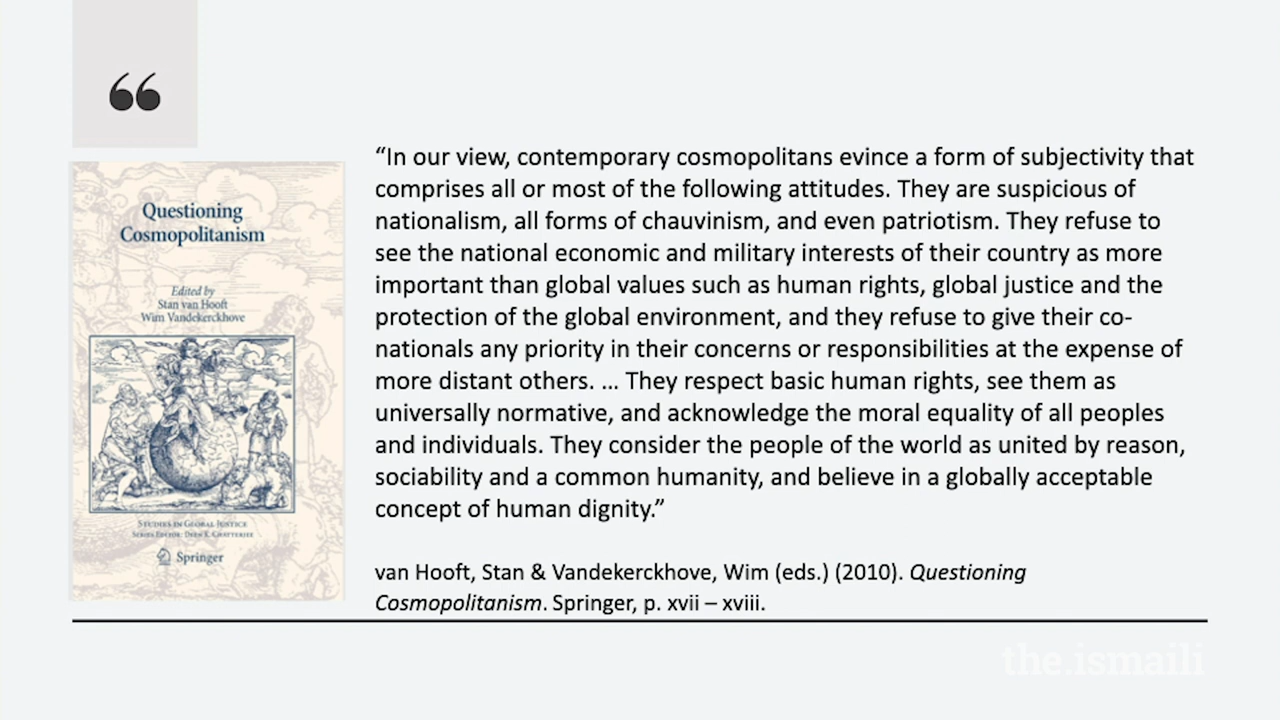 “
Questioning
Cosmopolitanism
Edited by
Stan van Hooft
Wim Vandekerckhove
STUDIES IN GLOBAL JUSTICE
SERIES EDITOR: DEEN K. CHATTERJEE
Springer
“In our view, contemporary cosmopolitans evince a form of subjectivity that
comprises all or most of the following attitudes. They are suspicious of
nationalism, all forms of chauvinism, and even patriotism. They refuse to
see the national economic and military interests of their country as more
important than global values such as human rights, global justice and the
protection of the global environment, and they refuse to give their co-
nationals any priority in their concerns or responsibilities at the expense of
more distant others. ... They respect basic human rights, see them as
universally normative, and acknowledge the moral equality of all peoples
and individuals. They consider the people of the world as united by reason,
sociability and a common humanity, and believe in a globally acceptable
concept of human dignity.”
van Hooft, Stan & Vandekerckhove, Wim (eds.) (2010). Questioning
Cosmopolitanism. Springer, p. xvii – xviii.
the.ismaili